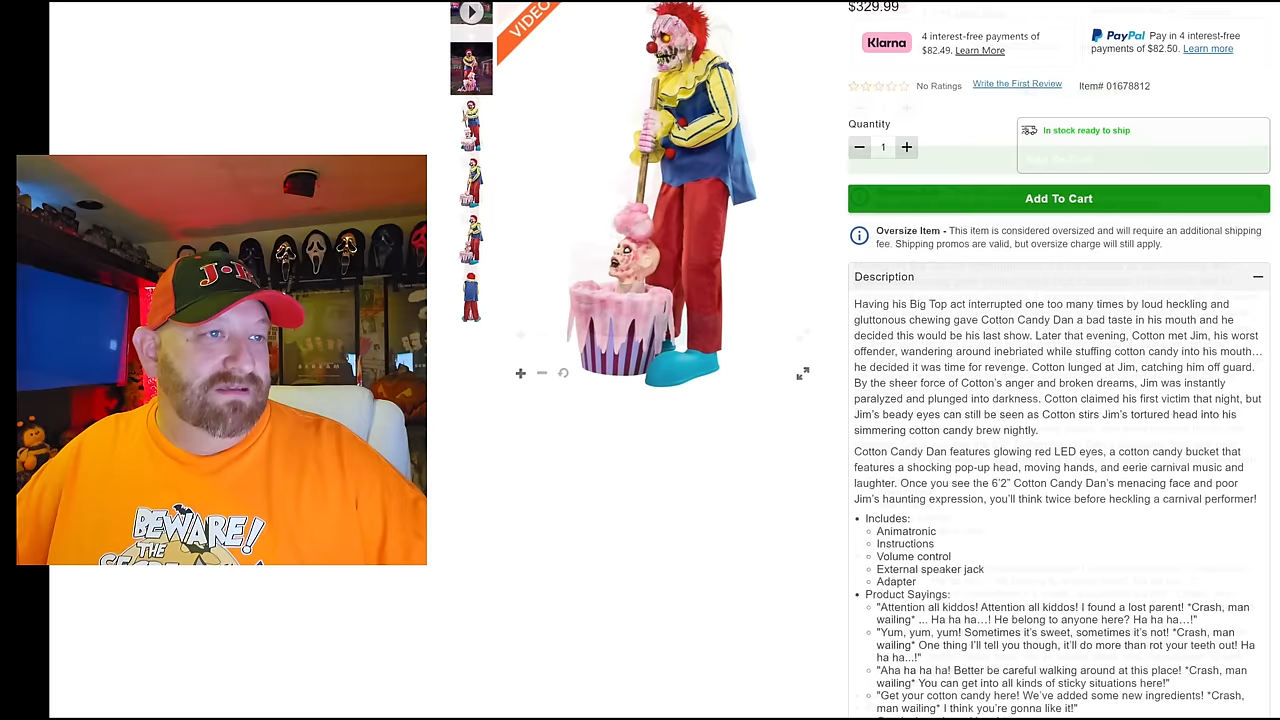 VIDEO
$329.99
Klarna
4 interest-free payments of
$82.49. Learn More
PayPal Pay in 4 interest-free
payments of $82.50. Learn more
No Ratings
Write the First Review
Item# 01678812
Quantity
1
In stock ready to ship
Add To Cart
Oversize Item - This item is considered oversized and will require an additional shipping
fee. Shipping promos are valid, but oversize charge will still apply.
Description
Having his Big Top act interrupted one too many times by loud heckling and
gluttonous chewing gave Cotton Candy Dan a bad taste in his mouth and he
decided this would be his last show. Later that evening, Cotton met Jim, his worst
offender, wandering around inebriated while stuffing cotton candy into his mouth…
he decided it was time for revenge. Cotton lunged at Jim, catching him off guard.
By the sheer force of Cotton's anger and broken dreams, Jim was instantly
paralyzed and plunged into darkness. Cotton claimed his first victim that night, but
Jim's beady eyes can still be seen as Cotton stirs Jim's tortured head into his
simmering cotton candy brew nightly.
Cotton Candy Dan features glowing red LED eyes, a cotton candy bucket that
features a shocking pop-up head, moving hands, and eerie carnival music and
laughter. Once you see the 6'2" Cotton Candy Dan's menacing face and poor
Jim's haunting expression, you'll think twice before heckling a carnival performer!
Includes:
Animatronic
Instructions
Volume control
External speaker jack
Adapter
Product Sayings:
"Attention all kiddos! Attention all kiddos! I found a lost parent! *Crash, man
wailing* ... Ha ha ha…! He belong to anyone here? Ha ha ha…!"
"Yum, yum, yum! Sometimes it's sweet, sometimes it's not! *Crash, man
wailing* One thing I'll tell you though, it'll do more than rot your teeth out! Ha
ha ha...!"
"Aha ha ha ha! Better be careful walking around at this place! *Crash, man
wailing* You can get into all kinds of sticky situations here!"
"Get your cotton candy here! We've added some new ingredients! *Crash,
man wailing* I think you're gonna like it!"
BEWARE!
THE